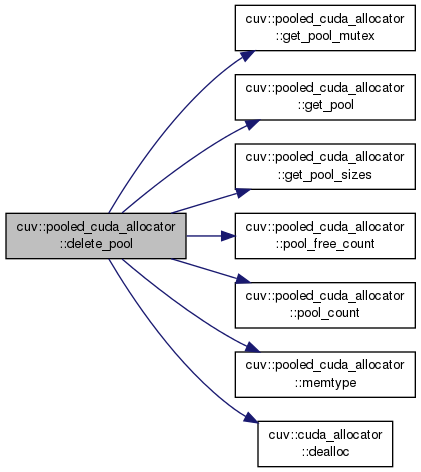 cuv::pooled_cuda_allocator
::delete_pool
cuv::pooled_cuda_allocator
::get_pool_mutex
cuv::pooled_cuda_allocator
::get_pool
cuv::pooled_cuda_allocator
::get_pool_sizes
cuv::pooled_cuda_allocator
::pool_free_count
cuv::pooled_cuda_allocator
::pool_count
cuv::pooled_cuda_allocator
::memtype
cuv::cuda_allocator
::dealloc